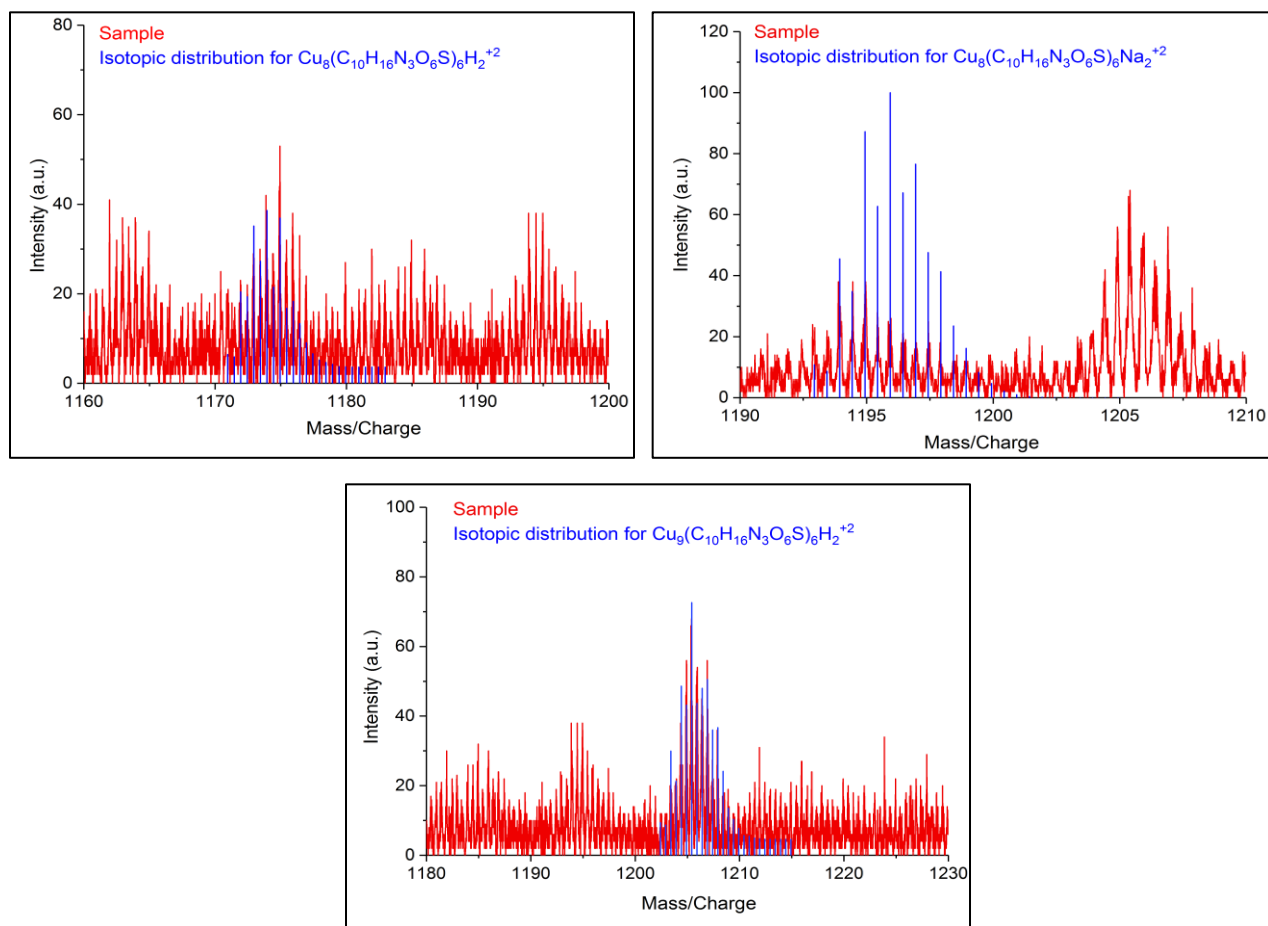 80
60
40
20
0
Intensity (a.u.)
Sample
Isotopic distribution for Cu₈(C₁₀H₁₆N₃O₆S)₆H₂⁺²
1160
1170
1180
1190
1200
Mass/Charge
120
100
80
60
40
20
0
Intensity (a.u.)
Sample
Isotopic distribution for Cu₈(C₁₀H₁₆N₃O₆S)₆Na₂⁺²
1190
1195
1200
1205
1210
Mass/Charge
100
80
60
40
20
0
Intensity (a.u.)
Sample
Isotopic distribution for Cu₉(C₁₀H₁₆N₃O₆S)₆H₂⁺²
1180
1190
1200
1210
1220
1230
Mass/Charge